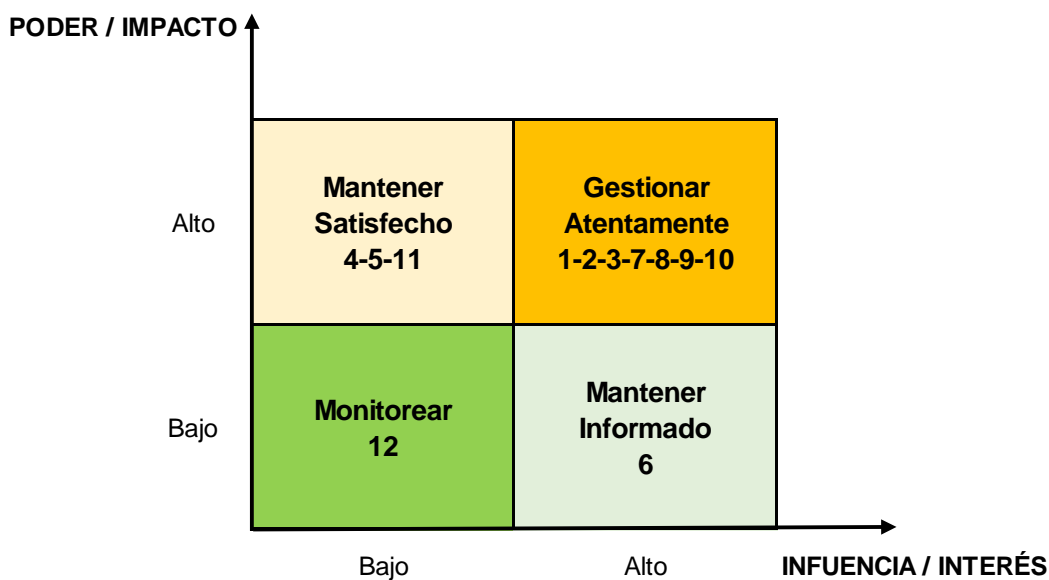 PODER / IMPACTO
Mantener
Satisfecho
4-5-11
Gestionar
Atentamente
1-2-3-7-8-9-10
Alto
Monitorear
12
Mantener
Informado
6
Bajo
Bajo
Alto
INFUENCIA / INTERÉS